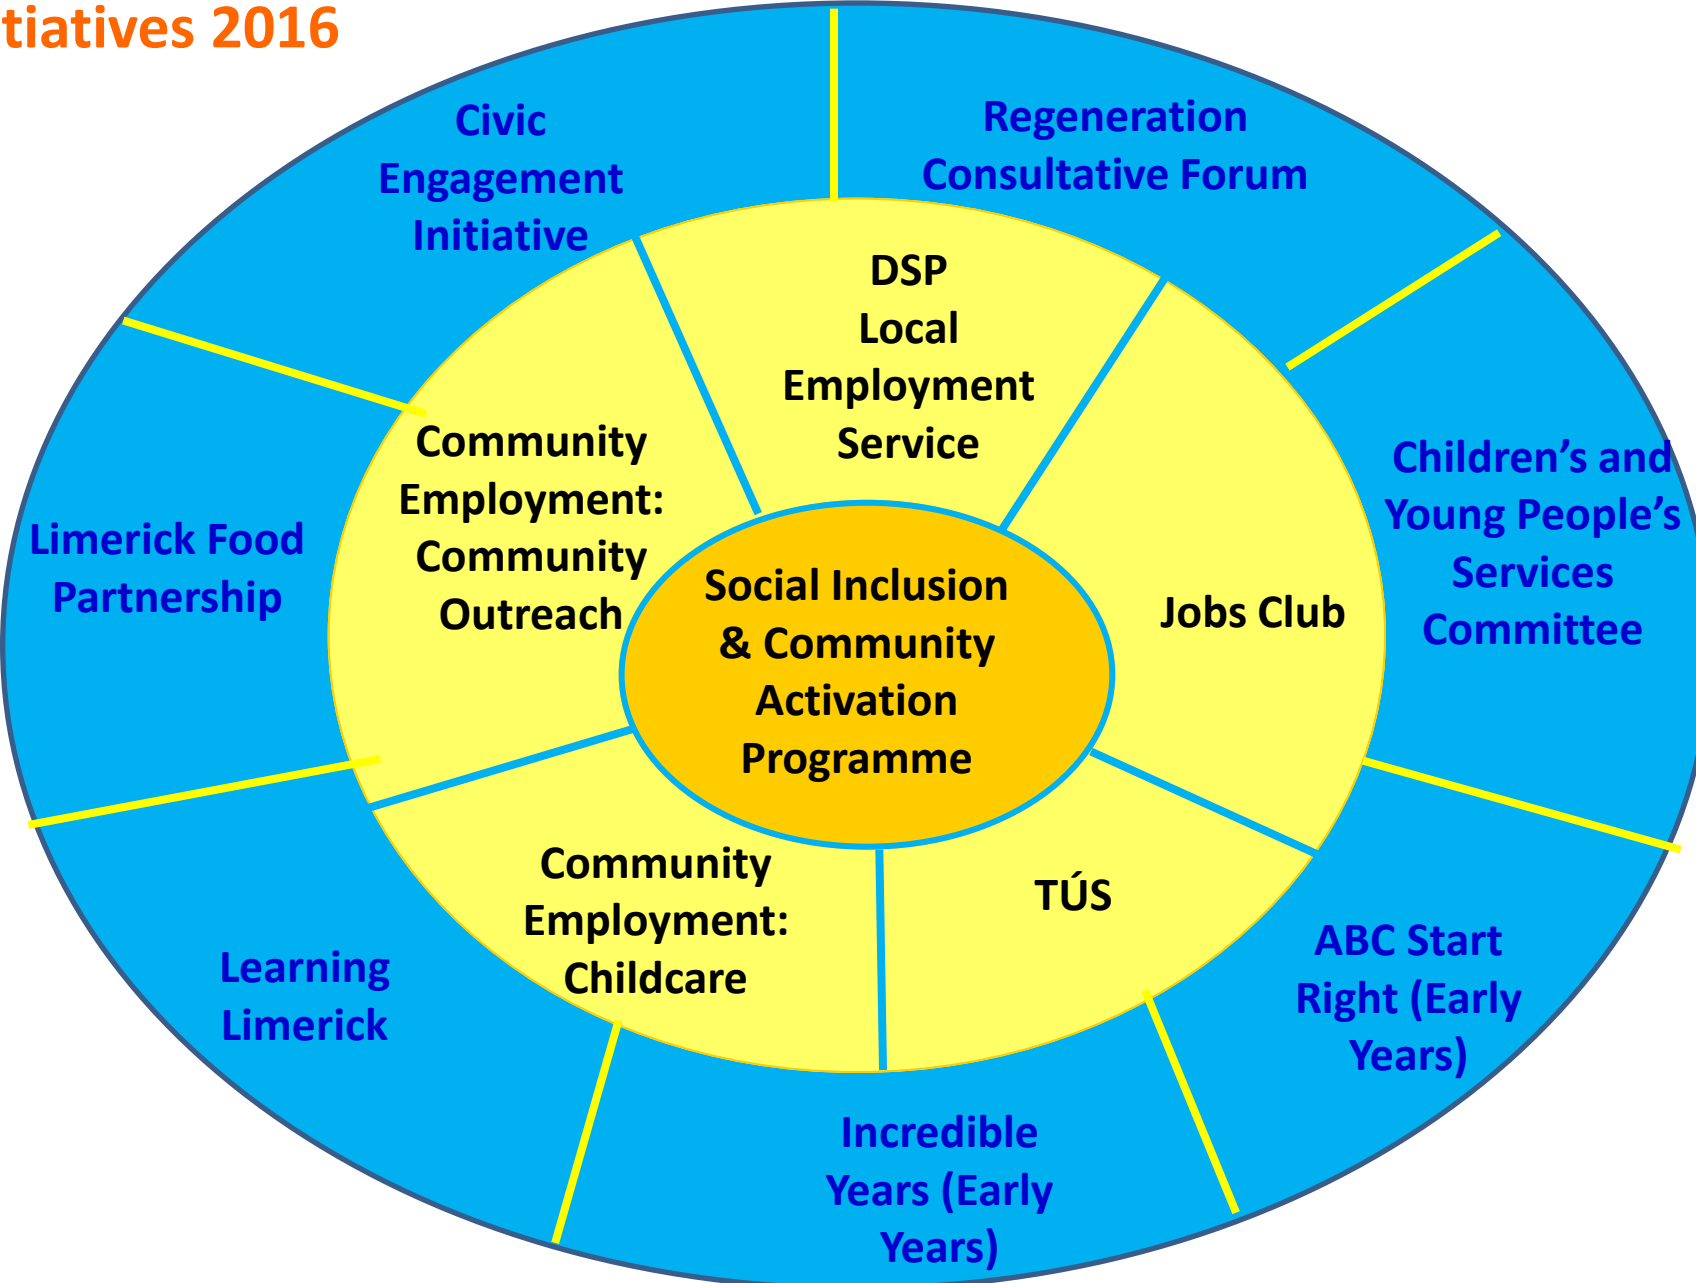 tiatives 2016
Civic
Engagement
Initiative
Regeneration
Consultative Forum
DSP
Local
Employment
Service
Community
Employment:
Community
Outreach
Children’s and
Young People’s
Services
Committee
Limerick Food
Partnership
Social Inclusion
& Community
Activation
Programme
Jobs Club
Community
Employment:
Childcare
TÚS
ABC Start
Right (Early
Years)
Learning
Limerick
Incredible
Years (Early
Years)